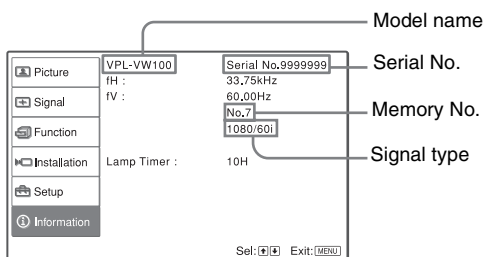 Model name
VPL-VW100 Serial No.9999999 Serial No.
Picture fH : 33.75kHz
Signal fV : 60.00Hz
No.7 Memory No.
Function 1080/60i
Signal type
Installation Lamp Timer : 10H
Setup
Information
Sel: Exit: MENU